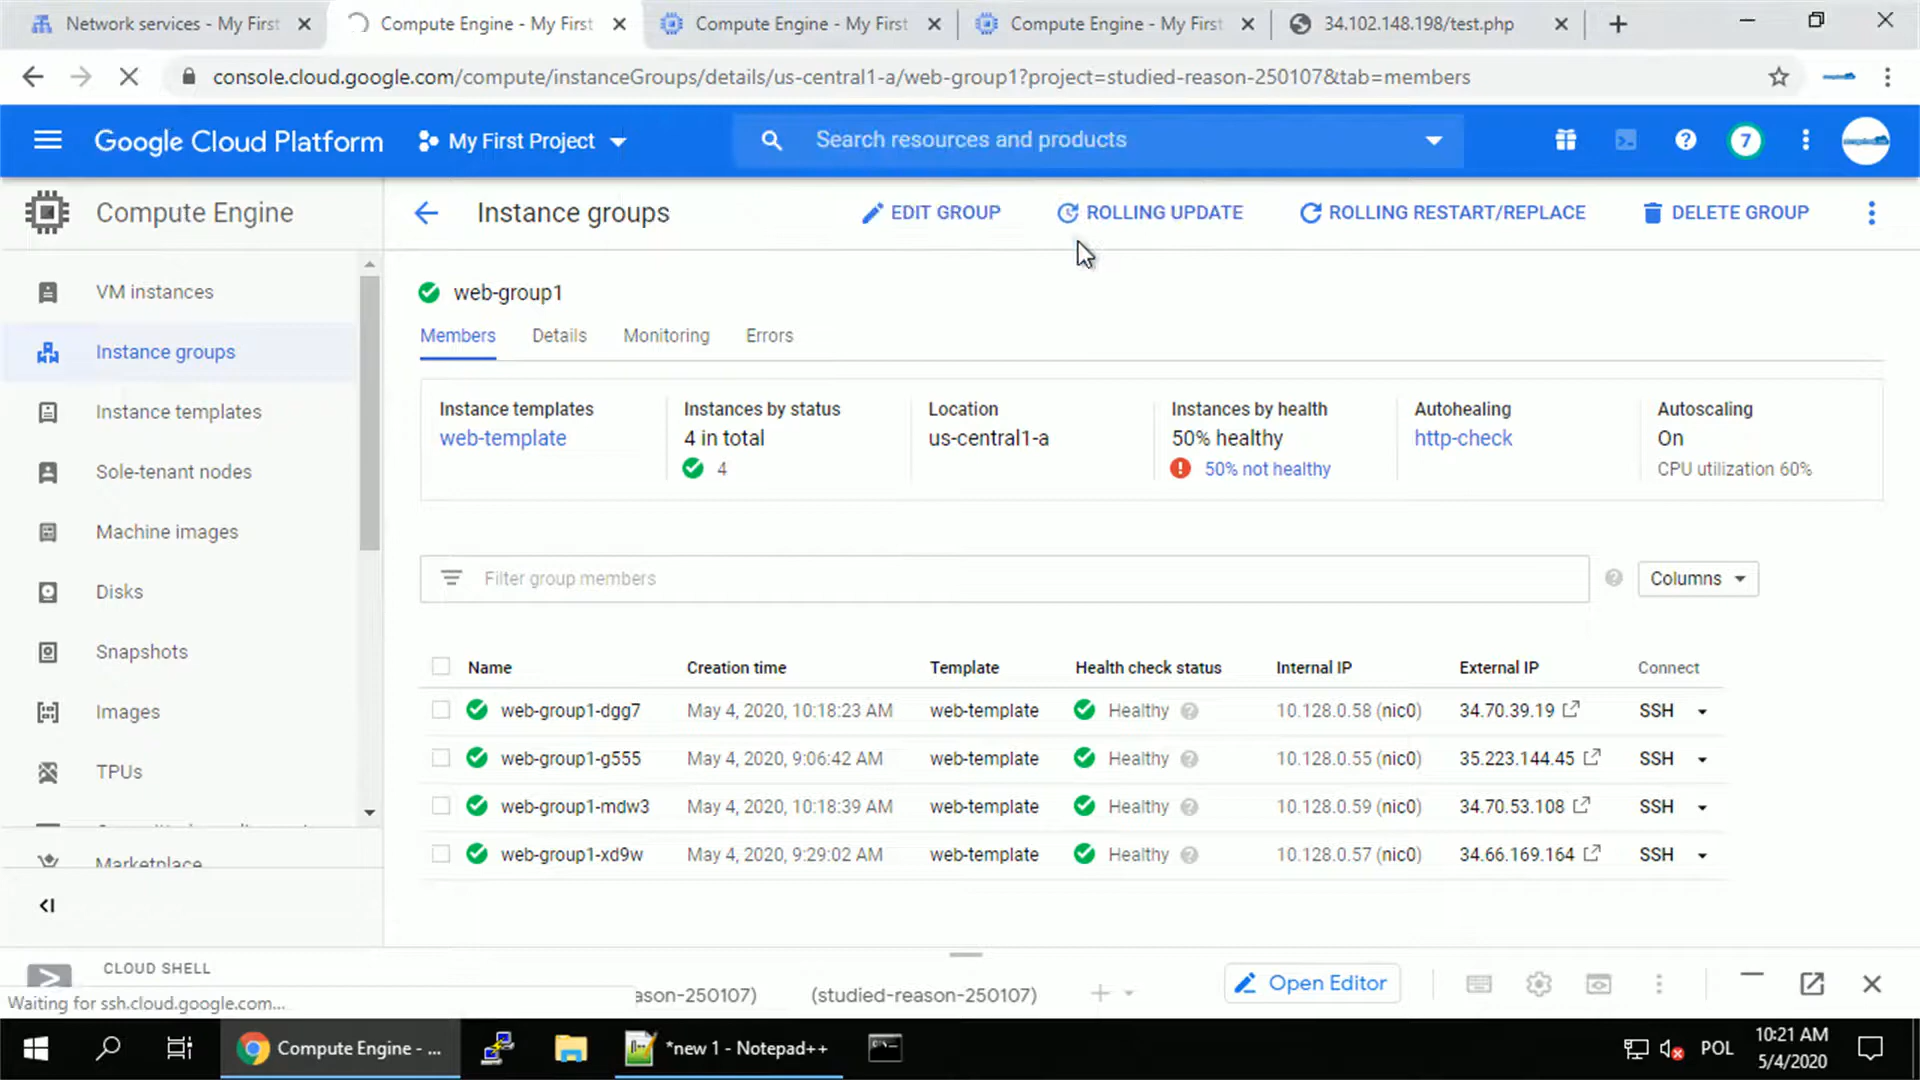 Network services - My First
Compute Engine - My First
Compute Engine - My First
Compute Engine - My First
34.102.148.198/test.php
console.cloud.google.com/compute/instanceGroups/details/us-central1-a/web-group1?project=studied-reason-250107&tab=members
Google Cloud Platform
My First Project
Search resources and products
7
Compute Engine
Instance groups
EDIT GROUP
ROLLING UPDATE
ROLLING RESTART/REPLACE
DELETE GROUP
VM instances
Instance groups
Instance templates
Sole-tenant nodes
Machine images
Disks
Snapshots
Images
TPUs
Marketplace
web-group1
Members Details Monitoring Errors
Instance templates
web-template
Instances by status
4 in total
4
Location
us-central1-a
Instances by health
50% healthy
50% not healthy
Autohealing
http-check
Autoscaling
On
CPU utilization 60%
Filter group members
Columns
Name Creation time Template Health check status Internal IP External IP Connect
web-group1-dgg7 May 4, 2020, 10:18:23 AM web-template Healthy 10.128.0.58 (nic0) 34.70.39.19 SSH
web-group1-g555 May 4, 2020, 9:06:42 AM web-template Healthy 10.128.0.55 (nic0) 35.223.144.45 SSH
web-group1-mdw3 May 4, 2020, 10:18:39 AM web-template Healthy 10.128.0.59 (nic0) 34.70.53.108 SSH
web-group1-xd9w May 4, 2020, 9:29:02 AM web-template Healthy 10.128.0.57 (nic0) 34.66.169.164 SSH
CLOUD SHELL
Waiting for ssh.cloud.google.com...
ason-250107)
(studied-reason-250107)
Open Editor
Compute Engine - ...
*new 1 - Notepad++
POL
10:21 AM
5/4/2020